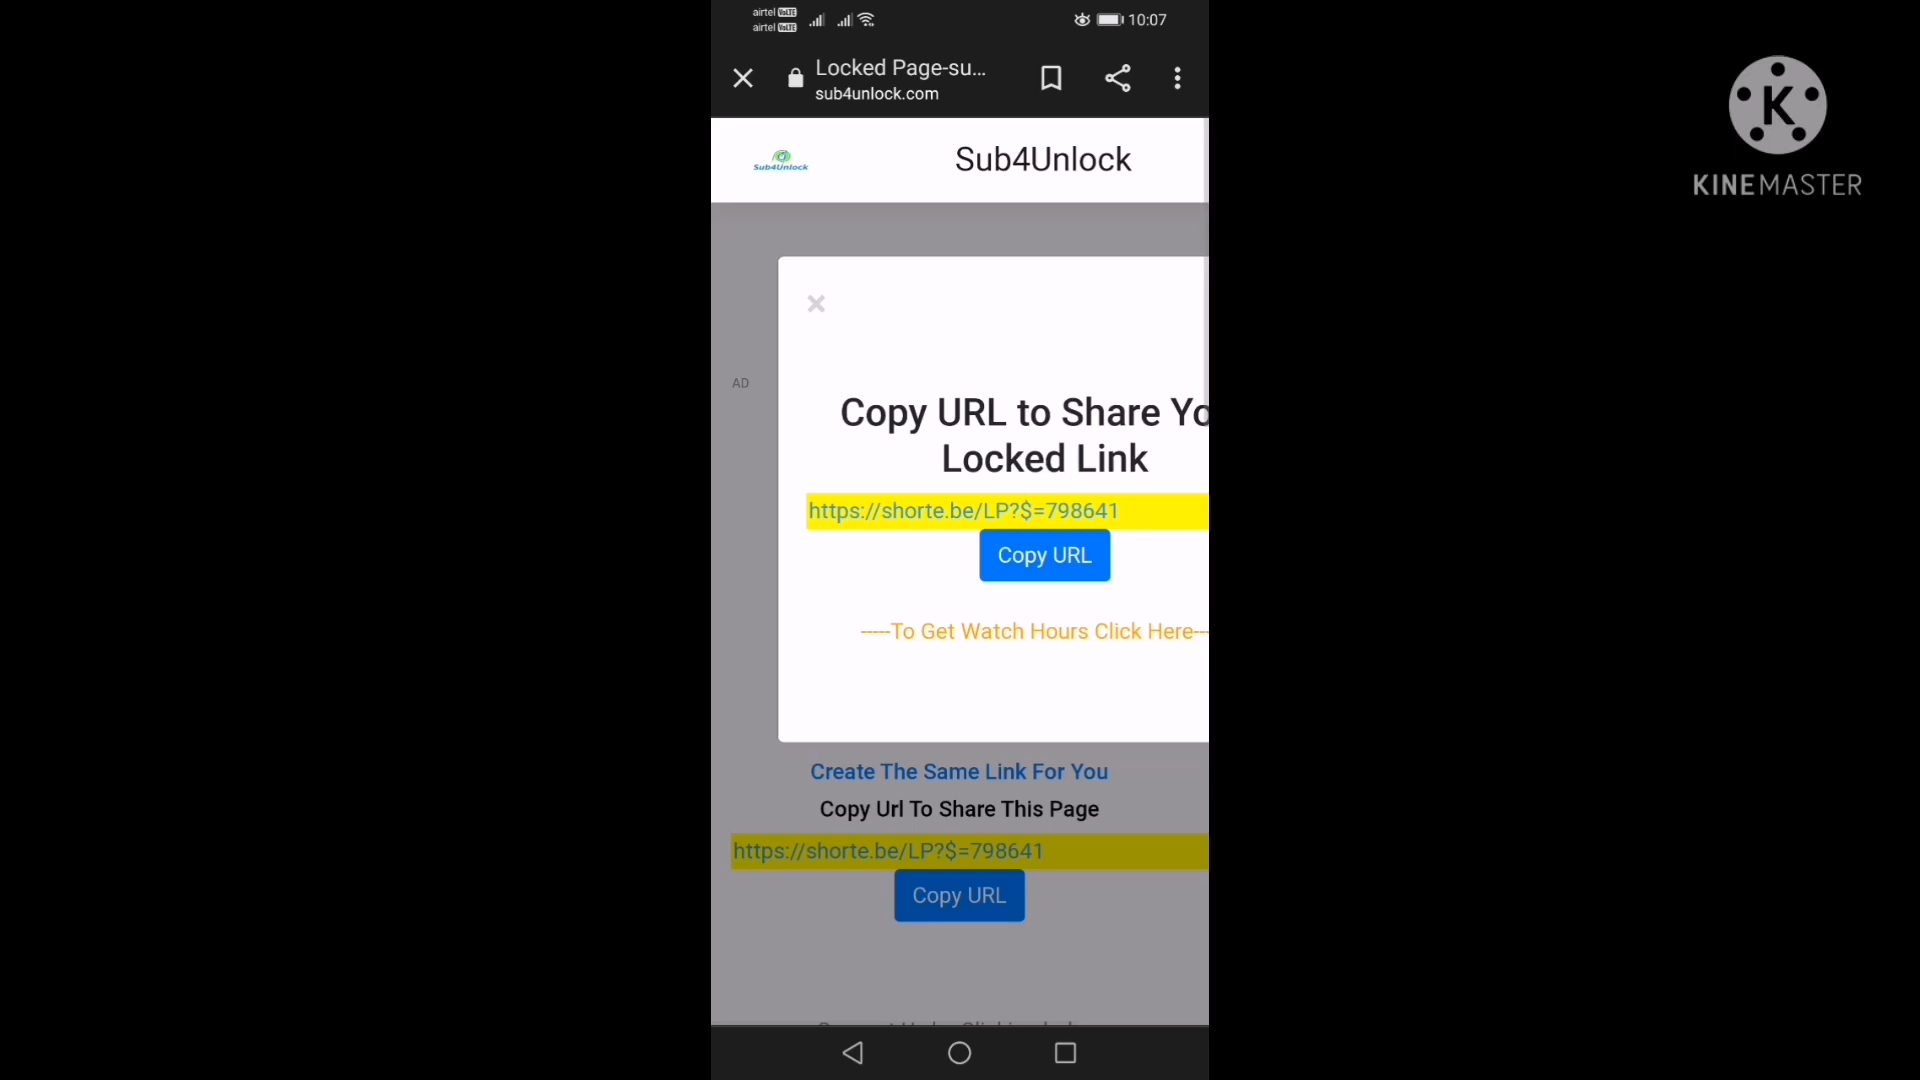 airtel VoLTE
airtel VoLTE
10:07
Locked Page-su...
sub4unlock.com
K
KINEMASTER
Sub4Unlock
Sub4Unlock
AD
Copy URL to Share Yo
Locked Link
https://shorte.be/LP?$=798641
Copy URL
-----To Get Watch Hours Click Here---
Create The Same Link For You
Copy Url To Share This Page
https://shorte.be/LP?$=798641
Copy URL